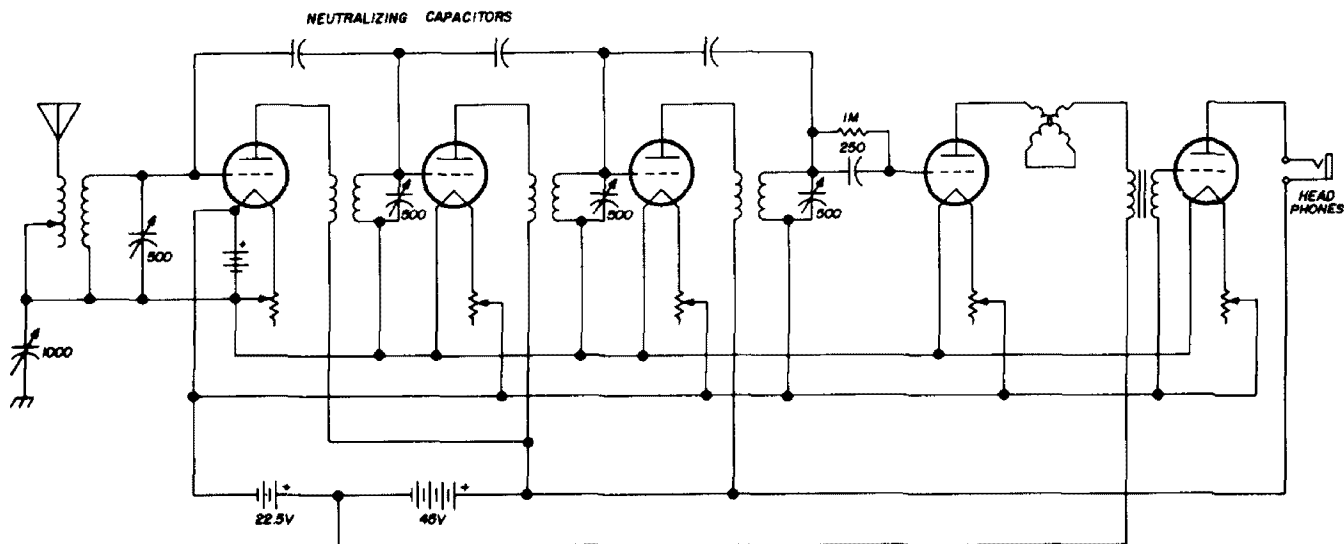 NEUTRALIZING CAPACITORS
1M
250
500
500
500
500
HEAD
PHONES
+
1000
+
+
22.5V
45V